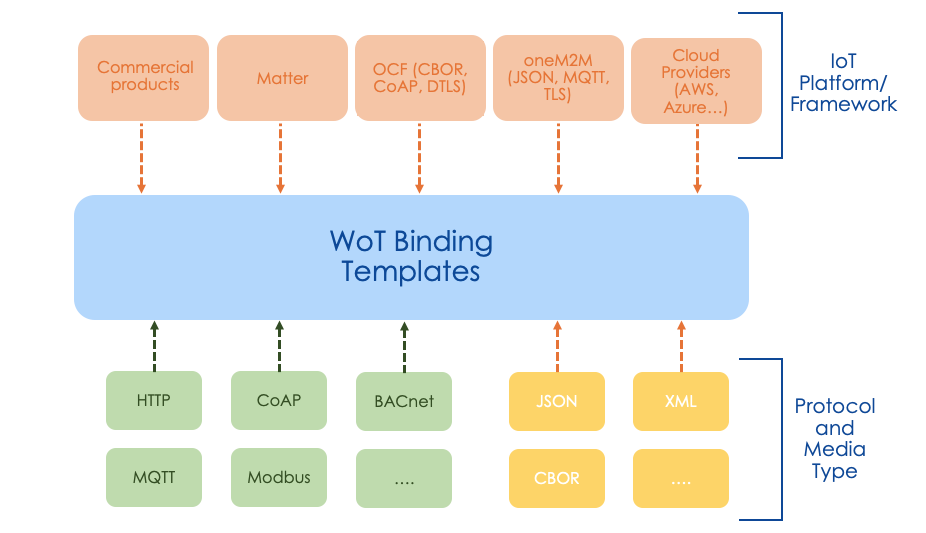 Commercial
products
Matter
OCF (CBOR,
CoAP, DTLS)
oneM2M
(JSON, MQTT,
TLS)
Cloud
Providers
(AWS,
Azure...)
IoT
Platform/
Framework
WoT Binding
Templates
HTTP
CoAP
BACnet
JSON
XML
MQTT
Modbus
....
CBOR
....
Protocol
and
Media
Type